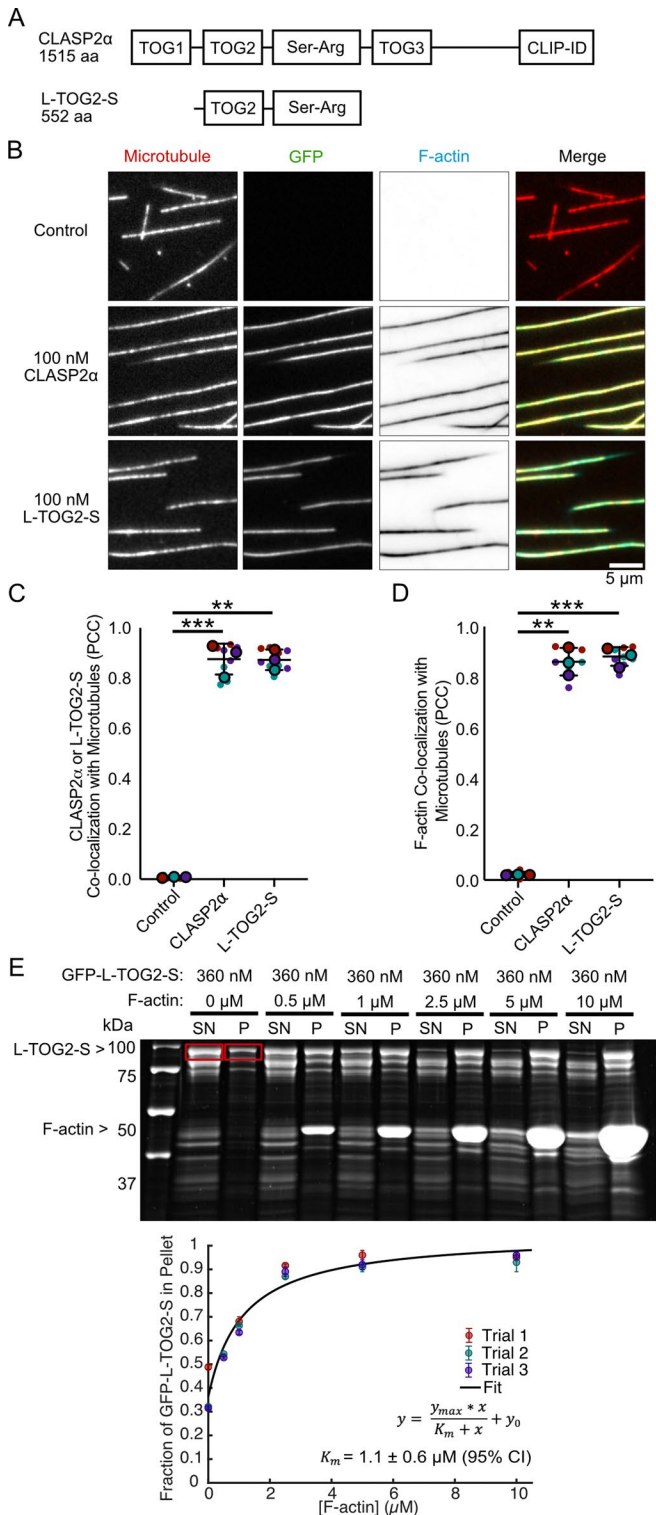 A
CLASP2α
1515 aa
TOG1
TOG2
Ser-Arg
TOG3
CLIP-ID
L-TOG2-S
552 aa
TOG2
Ser-Arg
B
Microtubule
GFP
F-actin
Merge
Control
100 nM
CLASP2α
100 nM
L-TOG2-S
5 μm
C
CLASP2α or L-TOG2-S
Co-localization with Microtubules (PCC)
**
***
1.0
0.8
0.6
0.4
0.2
0.0
Control
CLASP2α
L-TOG2-S
D
F-actin Co-localization with
Microtubules (PCC)
***
**
1.0
0.8
0.6
0.4
0.2
0.0
Control
CLASP2α
L-TOG2-S
E
GFP-L-TOG2-S: 360 nM 360 nM 360 nM 360 nM 360 nM 360 nM
F-actin: 0 μM 0.5 μM 1 μM 2.5 μM 5 μM 10 μM
kDa SN P SN P SN P SN P SN P SN P
L-TOG2-S > 100
75
F-actin > 50
37
Fraction of GFP-L-TOG2-S in Pellet
1
0.9
0.8
0.7
0.6
0.5
0.4
0.3
0.2
0.1
0
Trial 1
Trial 2
Trial 3
Fit
y = (y_max * x) / (K_m + x) + y_0
K_m = 1.1 ± 0.6 μM (95% CI)
0 2 4 6 8 10
[F-actin] (μM)